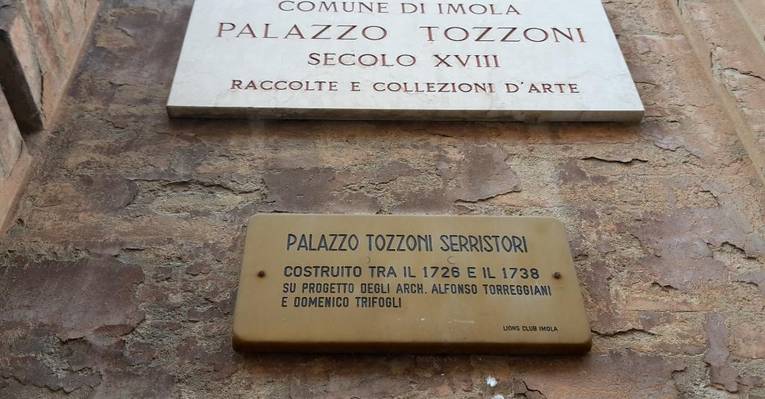 COMUNE DI IMOLA
PALAZZO TOZZONI
SECOLO XVIII
RACCOLTE E COLLEZIONI D'ARTE
PALAZZO TOZZONI SERRISTORI
COSTRUITO TRA IL 1726 E IL 1738
SU PROGETTO DEGLI ARCH. ALFONSO TORREGGIANI
E DOMENICO TRIFOGLI
LIONS CLUB IMOLA